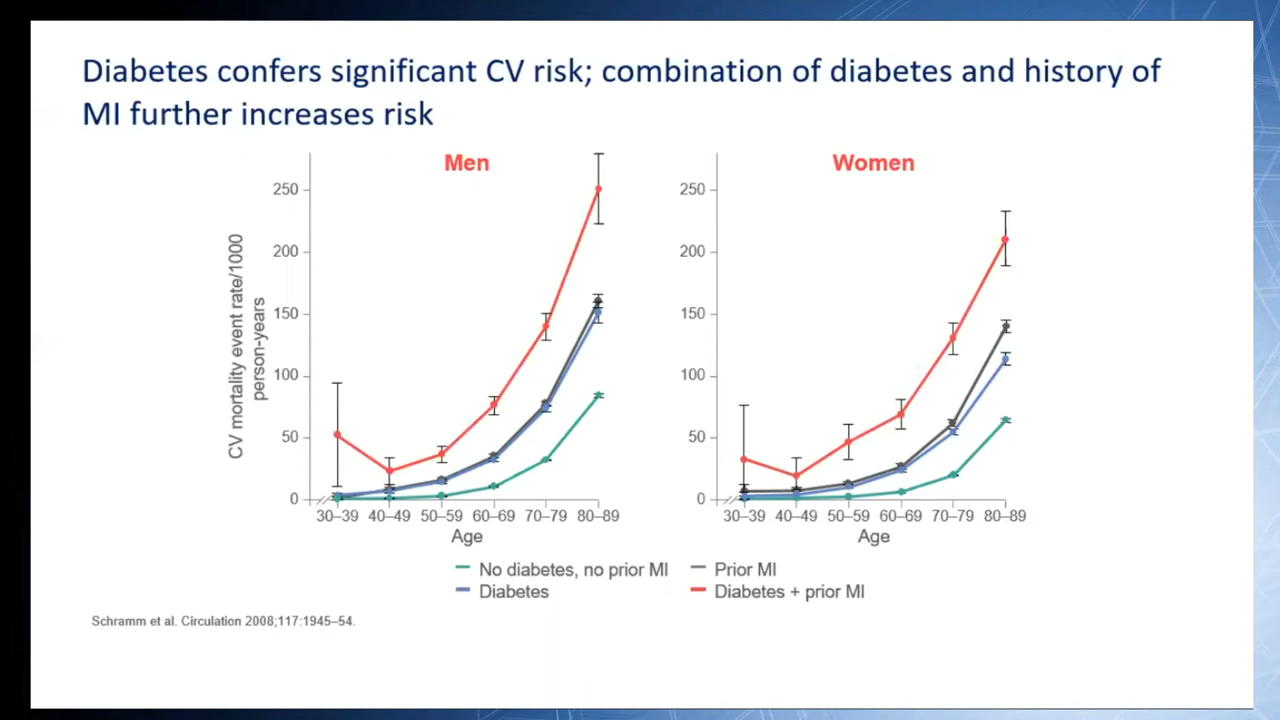 Diabetes confers significant CV risk; combination of diabetes and history of
MI further increases risk
Men
CV mortality event rate/1000
person-years
250
200
150
100
50
0
30–39 40–49 50–59 60–69 70–79 80–89
Age
Women
250
200
150
100
50
0
30–39 40–49 50–59 60–69 70–79 80–89
Age
No diabetes, no prior MI
Prior MI
Diabetes
Diabetes + prior MI
Schramm et al. Circulation 2008;117:1945–54.